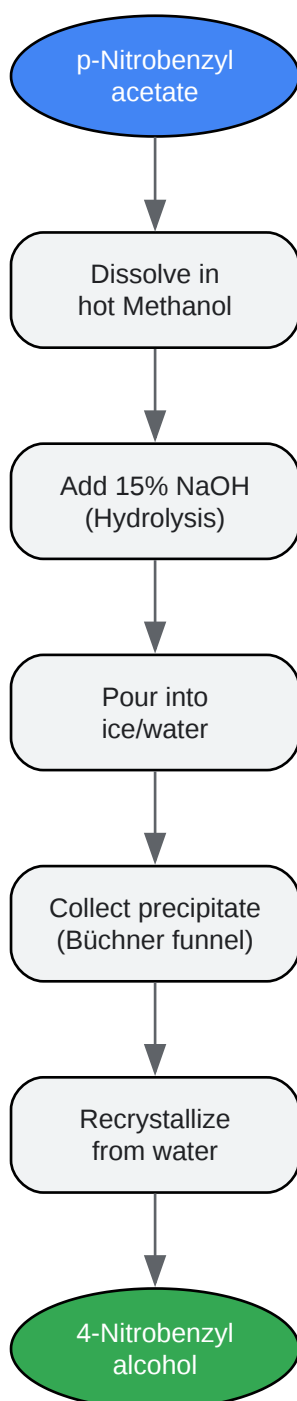 p-Nitrobenzyl
acetate
Dissolve in
hot Methanol
Add 15% NaOH
(Hydrolysis)
Pour into
ice/water
Collect precipitate
(Büchner funnel)
Recrystallize
from water
4-Nitrobenzyl
alcohol